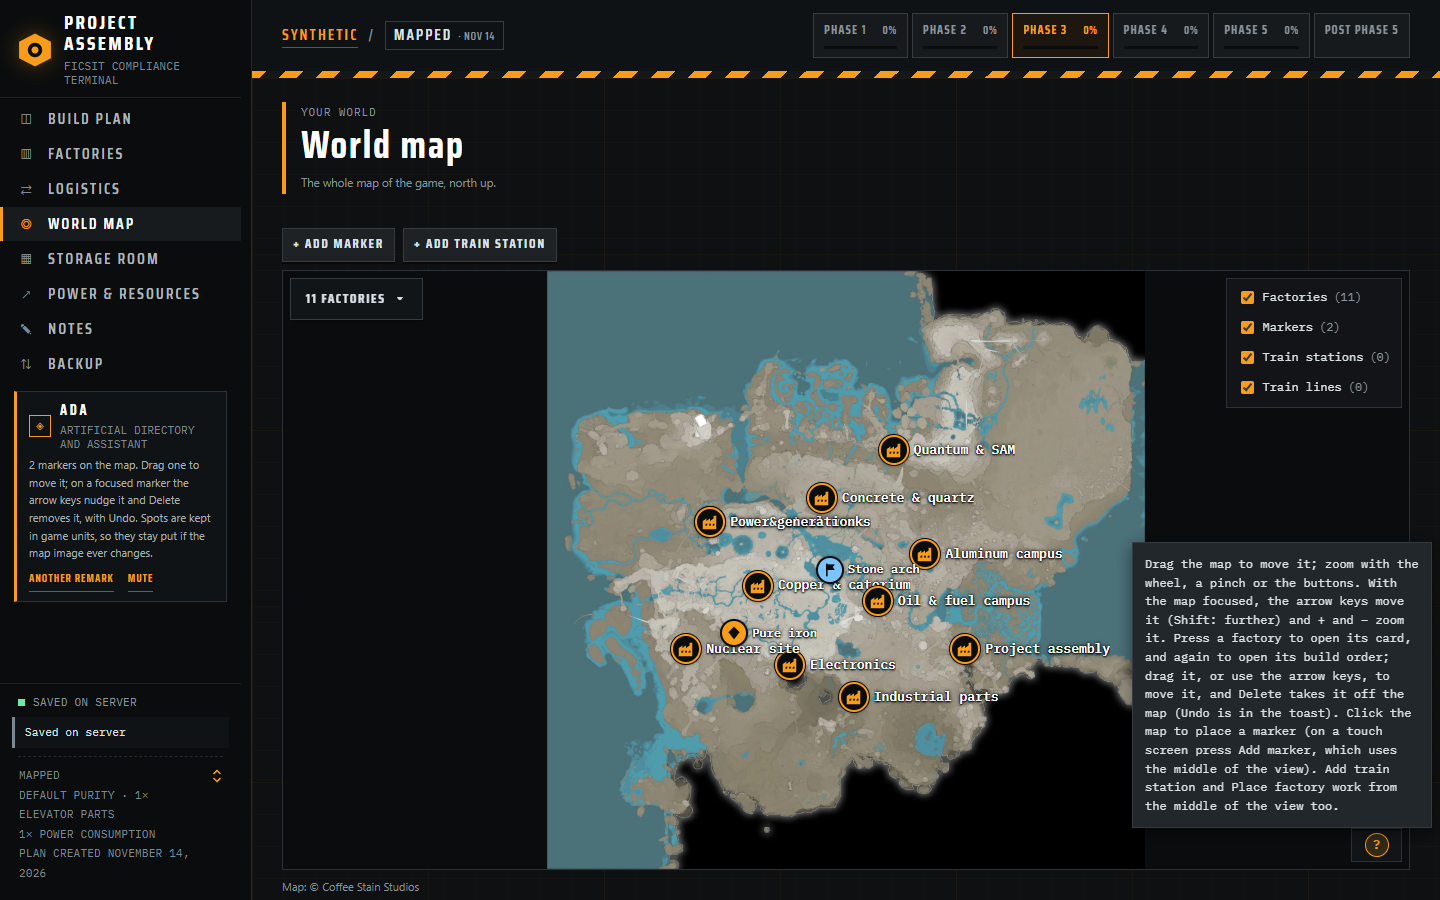 PROJECT
ASSEMBLY
FICSIT COMPLIANCE
TERMINAL
BUILD PLAN
FACTORIES
LOGISTICS
WORLD MAP
STORAGE ROOM
POWER & RESOURCES
NOTES
BACKUP
ADA
ARTIFICIAL DIRECTORY
AND ASSISTANT
2 markers on the map. Drag one to
move it; on a focused marker the
arrow keys nudge it and Delete
removes it, with Undo. Spots are kept
in game units, so they stay put if the
map image ever changes.
ANOTHER REMARK MUTE
SAVED ON SERVER
Saved on server
MAPPED
DEFAULT PURITY · 1×
ELEVATOR PARTS
1× POWER CONSUMPTION
PLAN CREATED NOVEMBER 14,
2026
SYNTHETIC / MAPPED · NOV 14
PHASE 1 0%
PHASE 2 0%
PHASE 3 0%
PHASE 4 0%
PHASE 5 0%
POST PHASE 5
YOUR WORLD
World map
The whole map of the game, north up.
+ ADD MARKER
+ ADD TRAIN STATION
11 FACTORIES
Factories (11)
Markers (2)
Train stations (0)
Train lines (0)
Quantum & SAM
Concrete & quartz
Aluminum campus
Stone arch
Copper & caterium
Oil & fuel campus
Pure iron
Nuclear site
Project assembly
Electronics
Industrial parts
Drag the map to move it; zoom with the
wheel, a pinch or the buttons. With
the map focused, the arrow keys move
it (Shift: further) and + and − zoom
it. Press a factory to open its card,
and again to open its build order;
drag it, or use the arrow keys, to
move it, and Delete takes it off the
map (Undo is in the toast). Click the
map to place a marker (on a touch
screen press Add marker, which uses
the middle of the view). Add train
station and Place factory work from
the middle of the view too.
?
Map: © Coffee Stain Studios